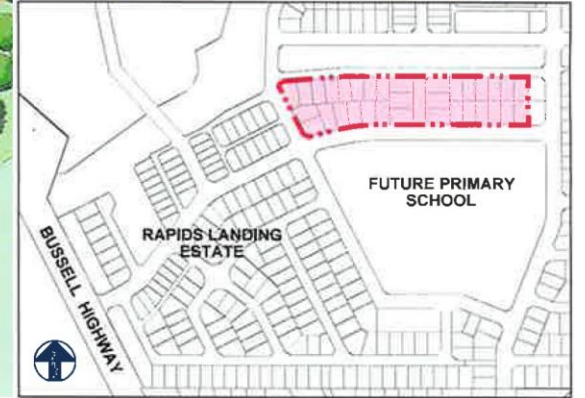 FUTURE PRIMARY
SCHOOL
RAPIDS LANDING
ESTATE
BUSSELL HIGHWAY